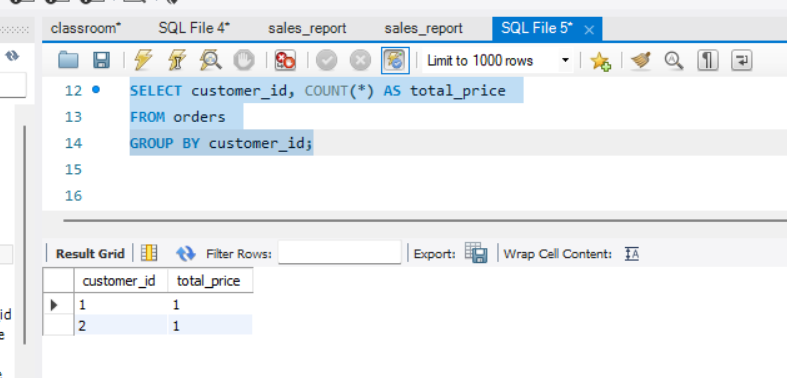 classroom* SQL File 4* sales_report sales_report SQL File 5*
Limit to 1000 rows
12 SELECT customer_id, COUNT(*) AS total_price
13 FROM orders
14 GROUP BY customer_id;
15
16
Result Grid Filter Rows: Export: Wrap Cell Content:
customer_id total_price
1 1
id
2 1